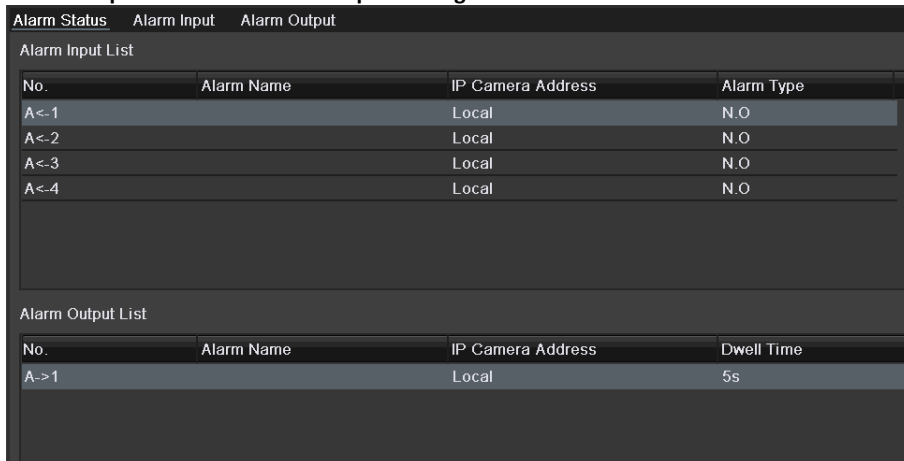 Alarm Status Alarm Input Alarm Output
Alarm Input List
No. Alarm Name IP Camera Address Alarm Type
A<-1 Local N.O
A<-2 Local N.O
A<-3 Local N.O
A<-4 Local N.O
Alarm Output List
No. Alarm Name IP Camera Address Dwell Time
A->1 Local 5s